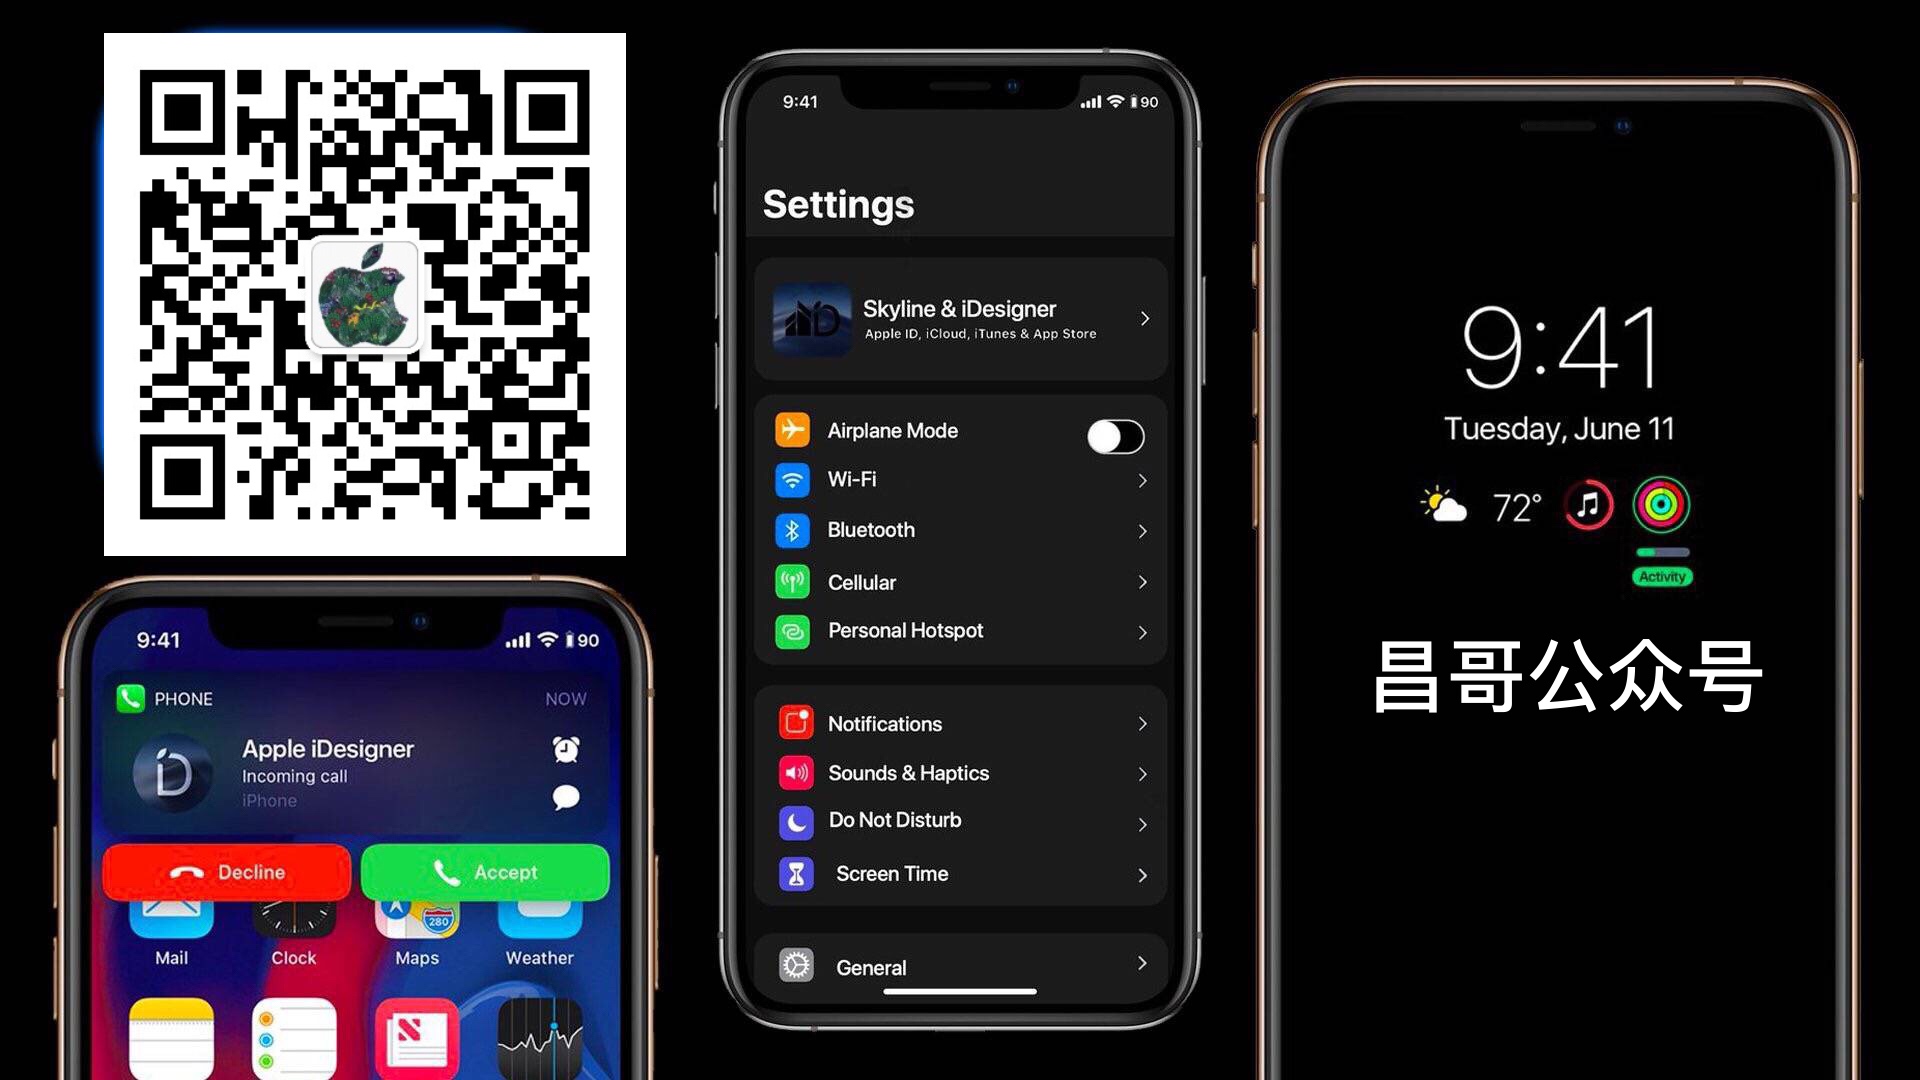 9:41
90
PHONE
NOW
Apple iDesigner
Incoming call
iPhone
Decline
Accept
280
Mail
Clock
Maps
Weather
9:41
90
Settings
iD
Skyline & iDesigner
Apple ID, iCloud, iTunes & App Store
Airplane Mode
Wi-Fi
Bluetooth
Cellular
Personal Hotspot
Notifications
Sounds & Haptics
Do Not Disturb
Screen Time
General
9:41
Tuesday, June 11
72°
Activity
昌哥公众号